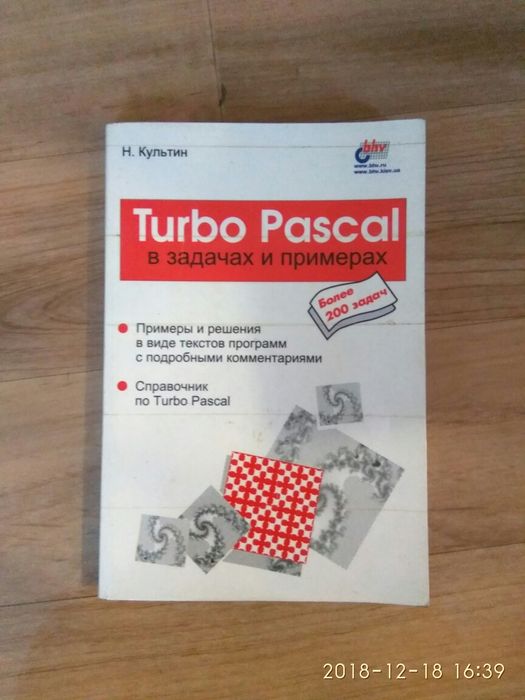 Н. Культин
bhv
www.bhv.ru
www.bhv.kiev.ua
Turbo Pascal
в задачах и примерах
Более
200 задач
Примеры и решения
в виде текстов программ
с подробными комментариями
Справочник
по Turbo Pascal
2018-12-18 16:39